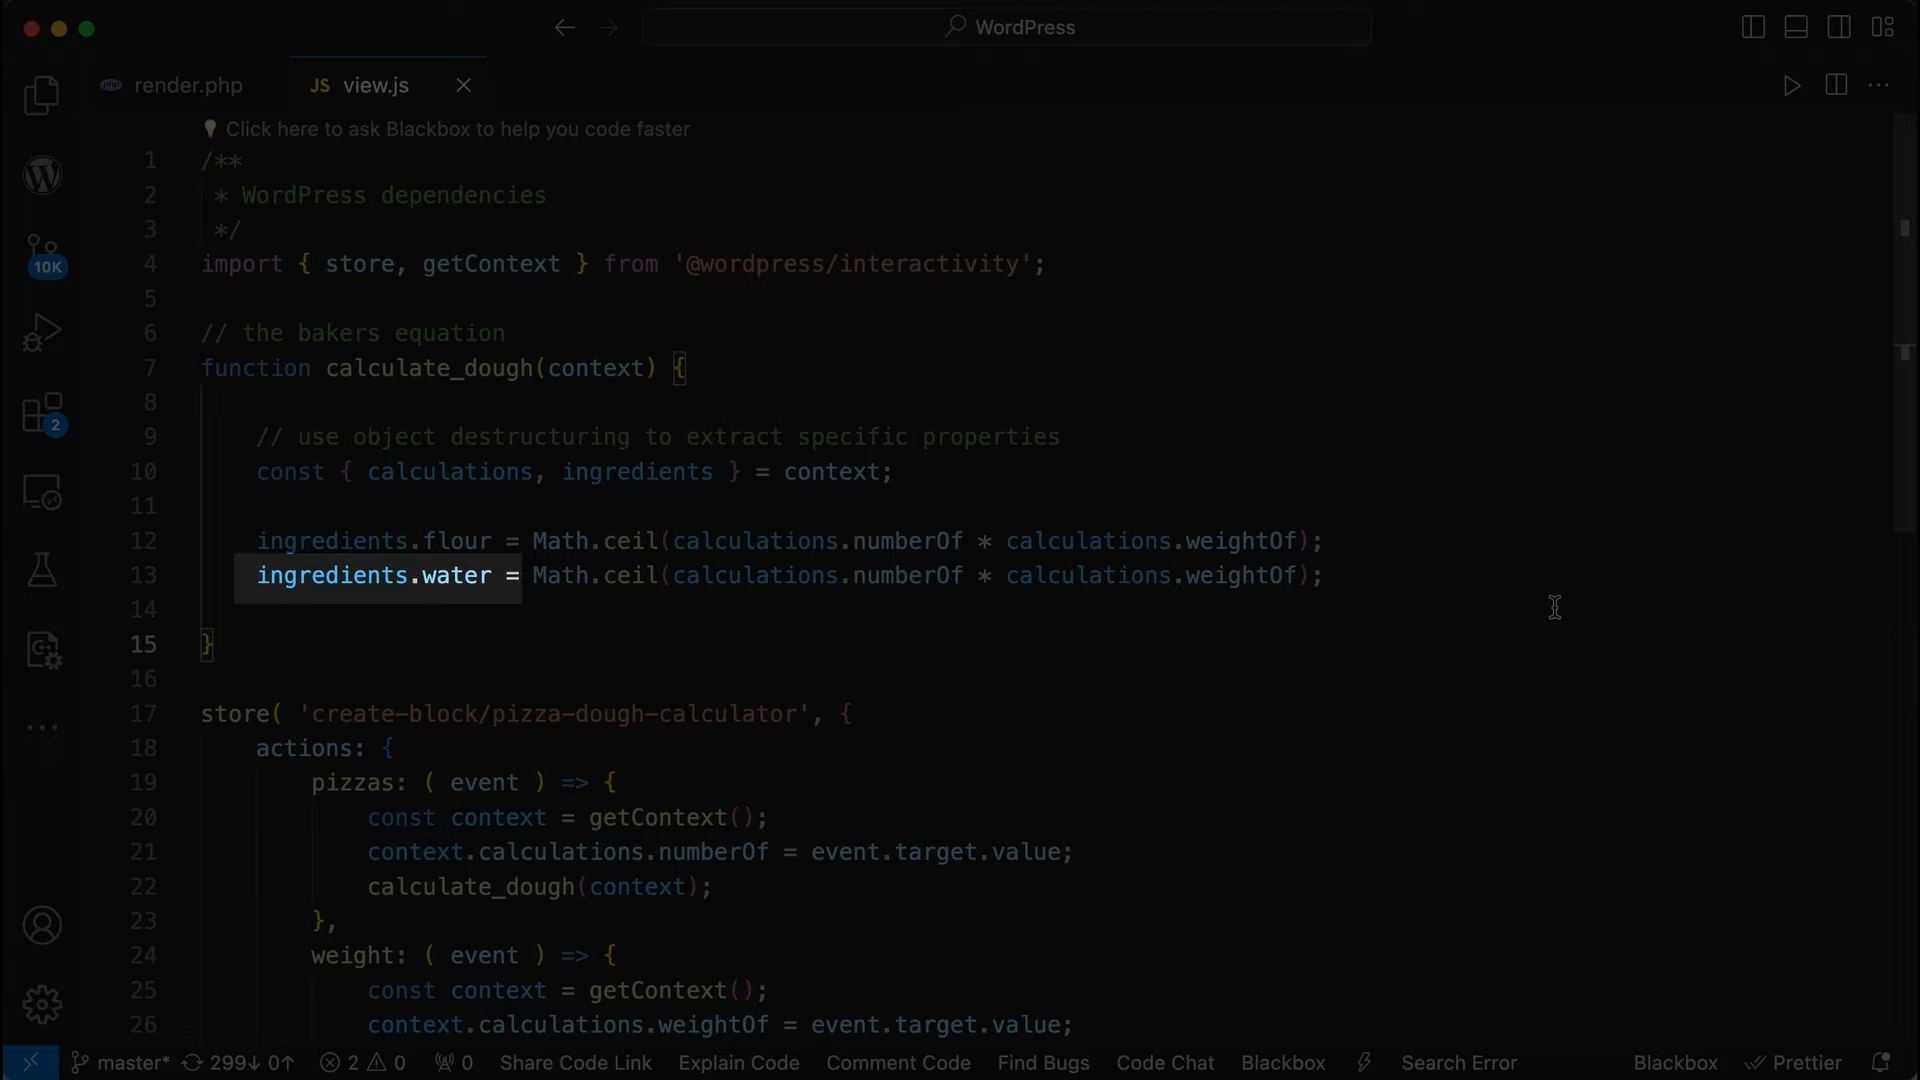 WordPress
php render.php JS view.js
Click here to ask Blackbox to help you code faster
1 /**
2 * WordPress dependencies
3 */
4 import { store, getContext } from '@wordpress/interactivity';
5
6 // the bakers equation
7 function calculate_dough(context) {
8
9 // use object destructuring to extract specific properties
10 const { calculations, ingredients } = context;
11
12 ingredients.flour = Math.ceil(calculations.numberOf * calculations.weightOf);
13 ingredients.water = Math.ceil(calculations.numberOf * calculations.weightOf);
14
15 }
16
17 store( 'create-block/pizza-dough-calculator', {
18 actions: {
19 pizzas: ( event ) => {
20 const context = getContext();
21 context.calculations.numberOf = event.target.value;
22 calculate_dough(context);
23 },
24 weight: ( event ) => {
25 const context = getContext();
26 context.calculations.weightOf = event.target.value;
10K
2
master* 299↓ 0↑ 2 0 0 Share Code Link Explain Code Comment Code Find Bugs Code Chat Blackbox Search Error Blackbox Prettier